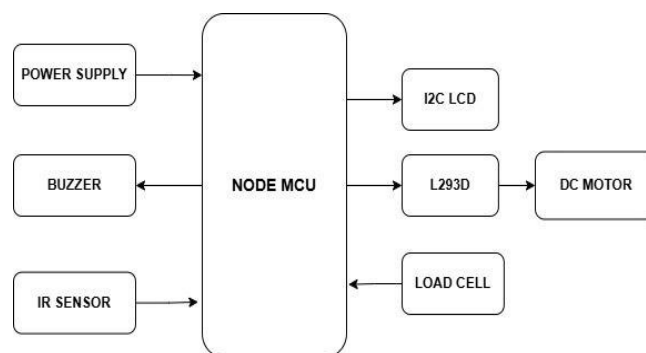 POWER SUPPLY
BUZZER
IR SENSOR
NODE MCU
I2C LCD
L293D
DC MOTOR
LOAD CELL